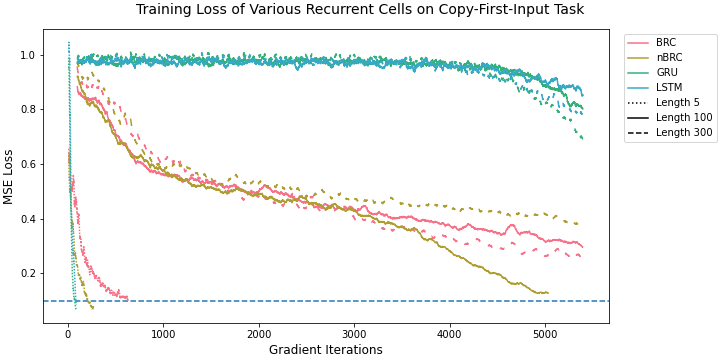 Training Loss of Various Recurrent Cells on Copy-First-Input Task
MSE Loss
1.0
0.8
0.6
0.4
0.2
0
1000
2000
3000
4000
5000
Gradient Iterations
BRC
nBRC
GRU
LSTM
Length 5
Length 100
Length 300